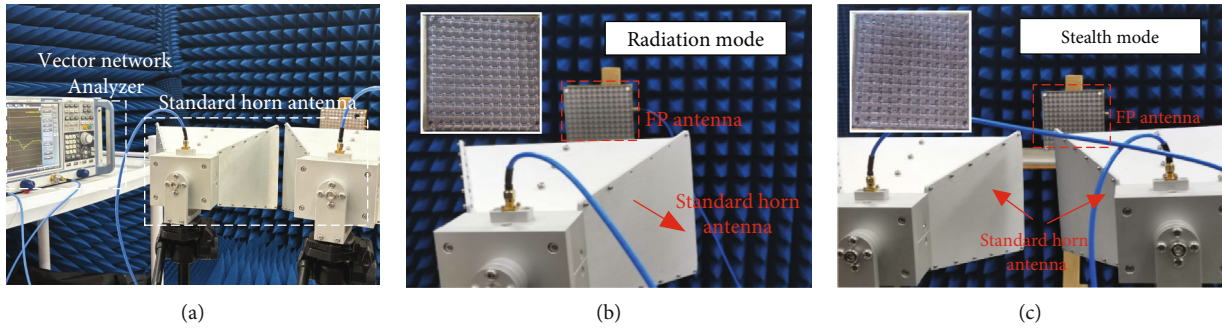 Vector network
Analyzer
Standard horn antenna
(a)
Radiation mode
FP antenna
Standard horn
antenna
(b)
Stealth mode
FP antenna
Standard horn
antenna
(c)